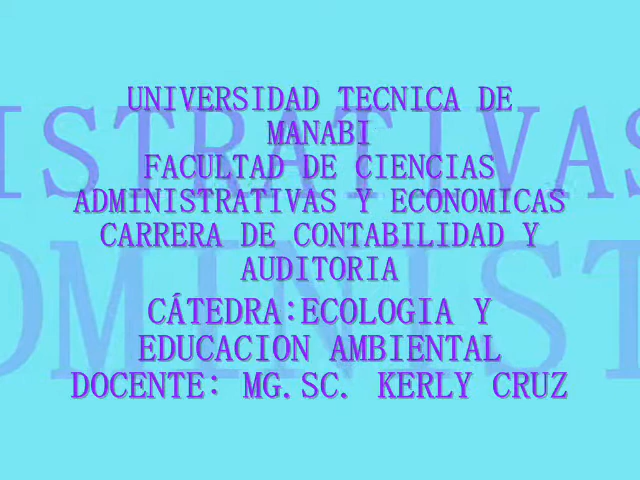 UNIVERSIDAD TECNICA DE
MANABI
FACULTAD DE CIENCIAS
ADMINISTRATIVAS Y ECONOMICAS
CARRERA DE CONTABILIDAD Y
AUDITORIA
CÁTEDRA:ECOLOGIA Y
EDUCACION AMBIENTAL
DOCENTE: MG.SC. KERLY CRUZ